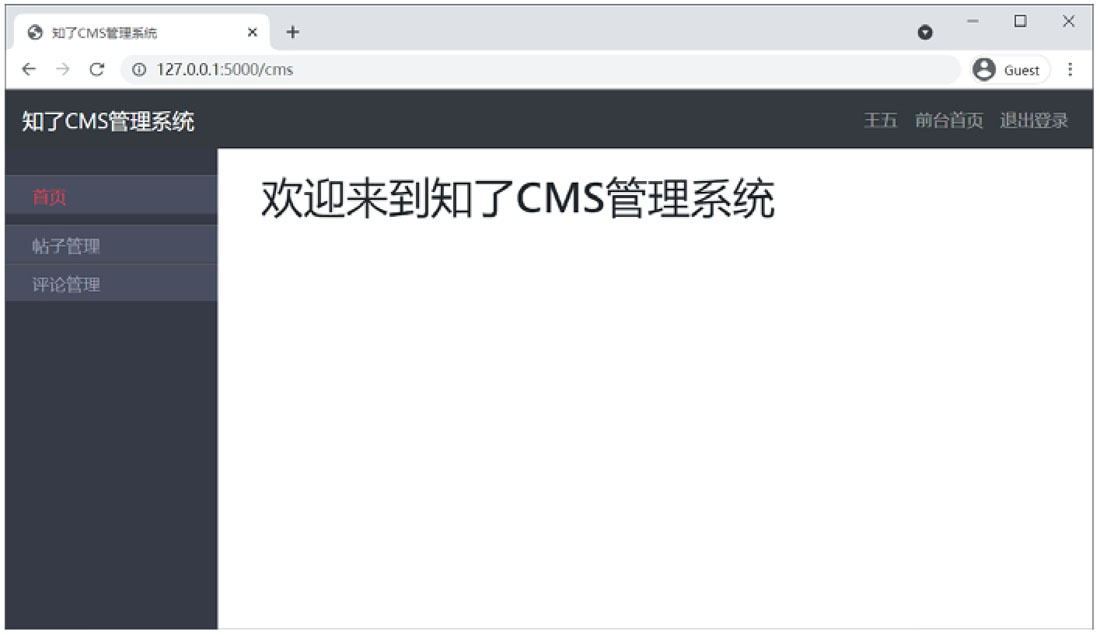 知了CMS管理系统
127.0.0.1:5000/cms
Guest
知了CMS管理系统
王五 前台首页 退出登录
首页
欢迎来到知了CMS管理系统
帖子管理
评论管理